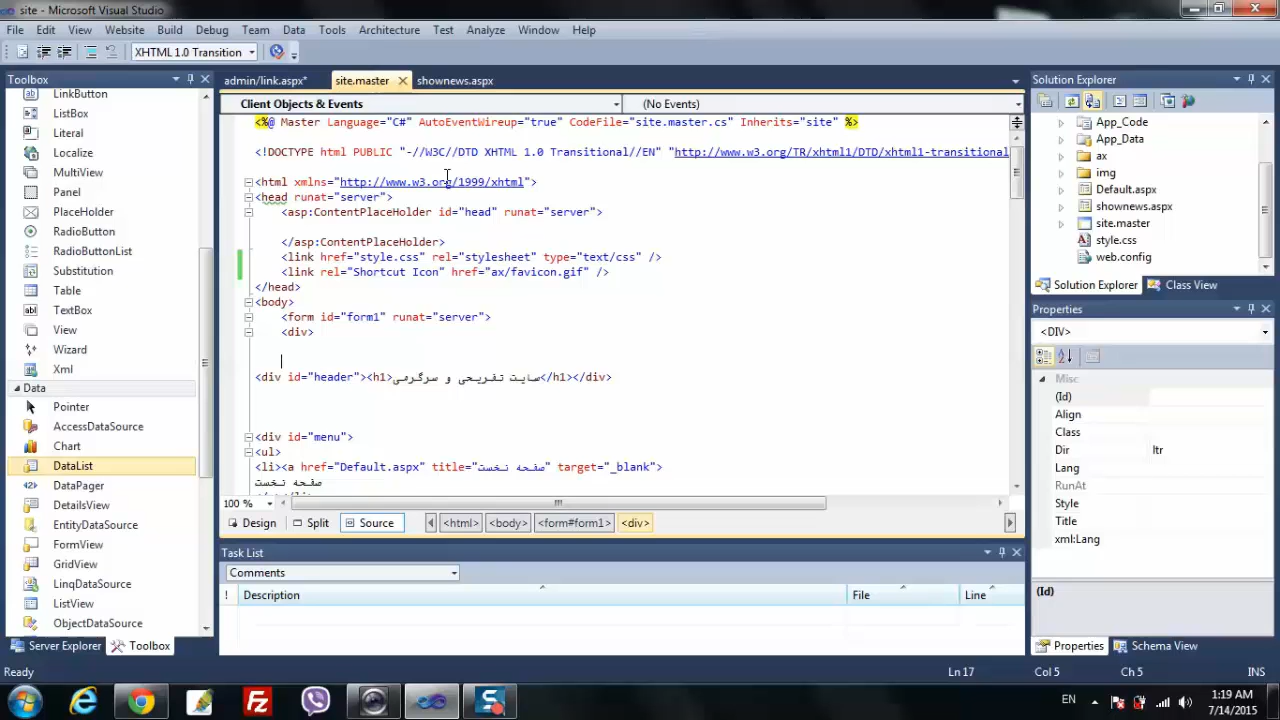 site - Microsoft Visual Studio
File Edit View Website Build Debug Team Data Tools Architecture Test Analyze Window Help
XHTML 1.0 Transition
Toolbox
LinkButton
ListBox
Literal
Localize
MultiView
Panel
PlaceHolder
RadioButton
RadioButtonList
Substitution
Table
TextBox
View
Wizard
Xml
Data
Pointer
AccessDataSource
Chart
DataList
DataPager
DetailsView
EntityDataSource
FormView
GridView
LinqDataSource
ListView
ObjectDataSource
Server Explorer Toolbox
admin/link.aspx* site.master shownews.aspx
Client Objects & Events (No Events)
<%@ Master Language="C#" AutoEventWireup="true" CodeFile="site.master.cs" Inherits="site" %>
<!DOCTYPE html PUBLIC "-//W3C//DTD XHTML 1.0 Transitional//EN" "http://www.w3.org/TR/xhtml1/DTD/xhtml1-transitional
<html xmlns="http://www.w3.org/1999/xhtml">
<head runat="server">
<asp:ContentPlaceHolder id="head" runat="server">
</asp:ContentPlaceHolder>
<link href="style.css" rel="stylesheet" type="text/css" />
<link rel="Shortcut Icon" href="ax/favicon.gif" />
</head>
<body>
<form id="form1" runat="server">
<div>
<div id="header"><h1>سایت تفریحی و سرگرمی</h1></div>
<div id="menu">
<ul>
<li><a href="Default.aspx" title="صفحه نخست" target="_blank">
صفحه نخست
100 %
Design Split Source <html> <body> <form#form1> <div>
Task List
Comments
! Description File Line
Solution Explorer
App_Code
App_Data
ax
img
Default.aspx
shownews.aspx
site.master
style.css
web.config
Solution Explorer Class View
Properties
<DIV>
Misc
(Id)
Align
Class
Dir ltr
Lang
RunAt
Style
Title
xml:Lang
(Id)
Properties Schema View
Ready Ln 17 Col 5 Ch 5 INS
EN
1:19 AM
7/14/2015